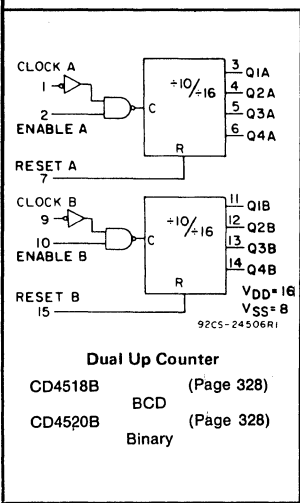 CLOCK A
1
÷10/÷16
3 Q1A
4 Q2A
C
5 Q3A
2
ENABLE A
6 Q4A
R
RESET A
7
CLOCK B
9
÷10/÷16
11 Q1B
12 Q2B
C
13 Q3B
10
ENABLE B
14 Q4B
R
VDD=16
RESET B
15
VSS=8
92CS-24506R1
Dual Up Counter
CD4518B (Page 328)
BCD
CD4520B (Page 328)
Binary